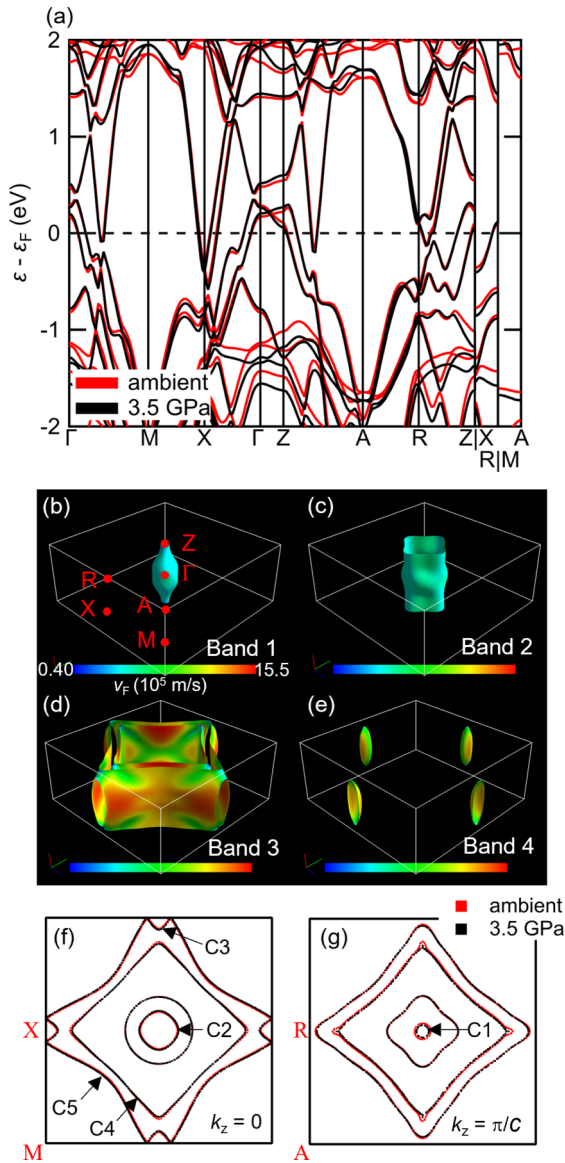 (a)
2
1
0
-1
-2
ε - εF (eV)
ambient
3.5 GPa
Γ M X Γ Z A R Z|X A
R|M
(b)
Z
R
Γ
X
A
M
Band 1
0.40 15.5
vF (10^5 m/s)
(c)
Band 2
(d)
Band 3
(e)
Band 4
ambient
3.5 GPa
(f)
C3
X
C2
C5
C4
kz = 0
M
(g)
R
C1
kz = π/c
A